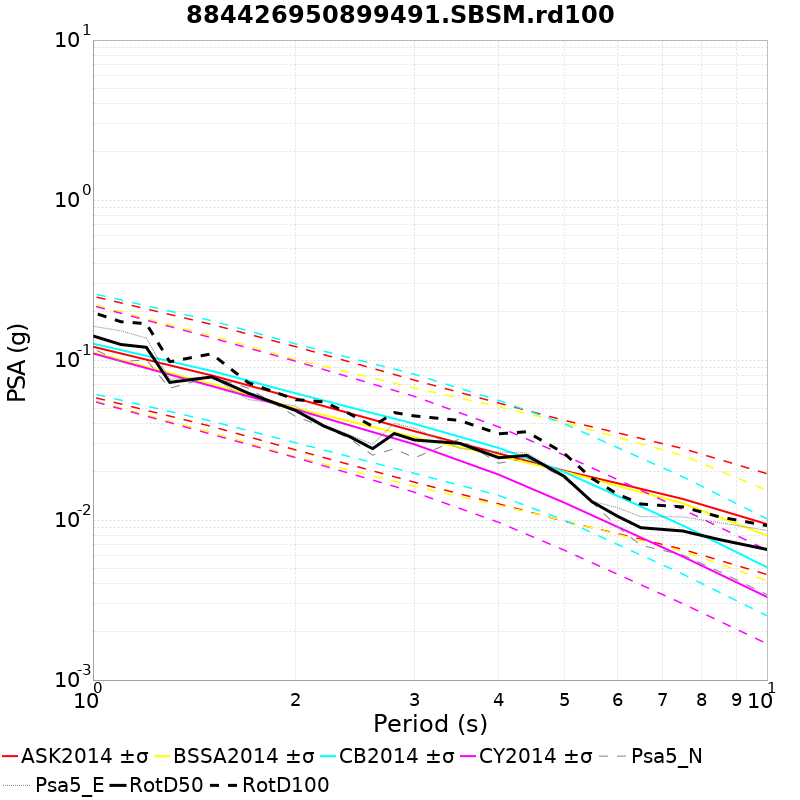 884426950899491.SBSM.rd100
10^1
10^0
10^-1
10^-2
10^-3
PSA (g)
10^0 2 3 4 5 6 7 8 9 10^1
Period (s)
ASK2014 ±σ BSSA2014 ±σ CB2014 ±σ CY2014 ±σ Psa5_N
Psa5_E RotD50 RotD100